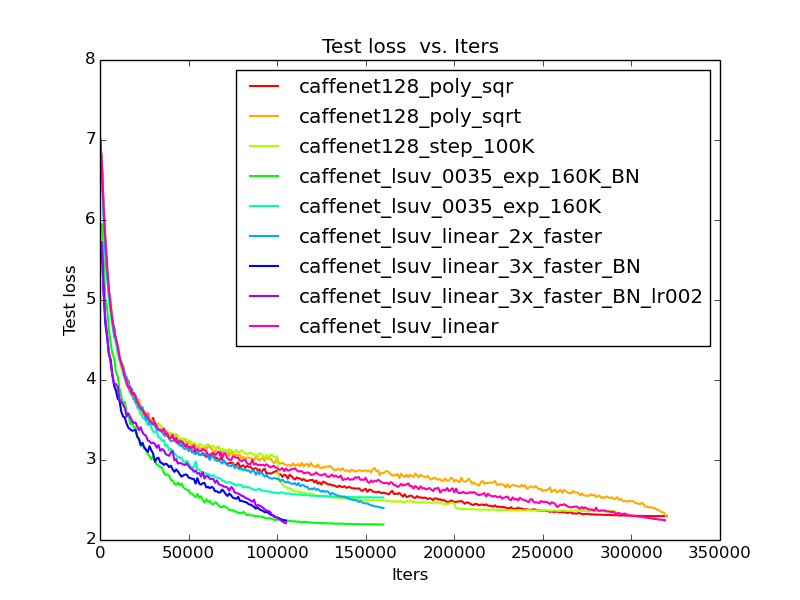 Test loss  vs. Iters
8
7
6
5
4
3
2
Test loss
caffenet128_poly_sqr
caffenet128_poly_sqrt
caffenet128_step_100K
caffenet_lsuv_0035_exp_160K_BN
caffenet_lsuv_0035_exp_160K
caffenet_lsuv_linear_2x_faster
caffenet_lsuv_linear_3x_faster_BN
caffenet_lsuv_linear_3x_faster_BN_lr002
caffenet_lsuv_linear
0 50000 100000 150000 200000 250000 300000 350000
Iters